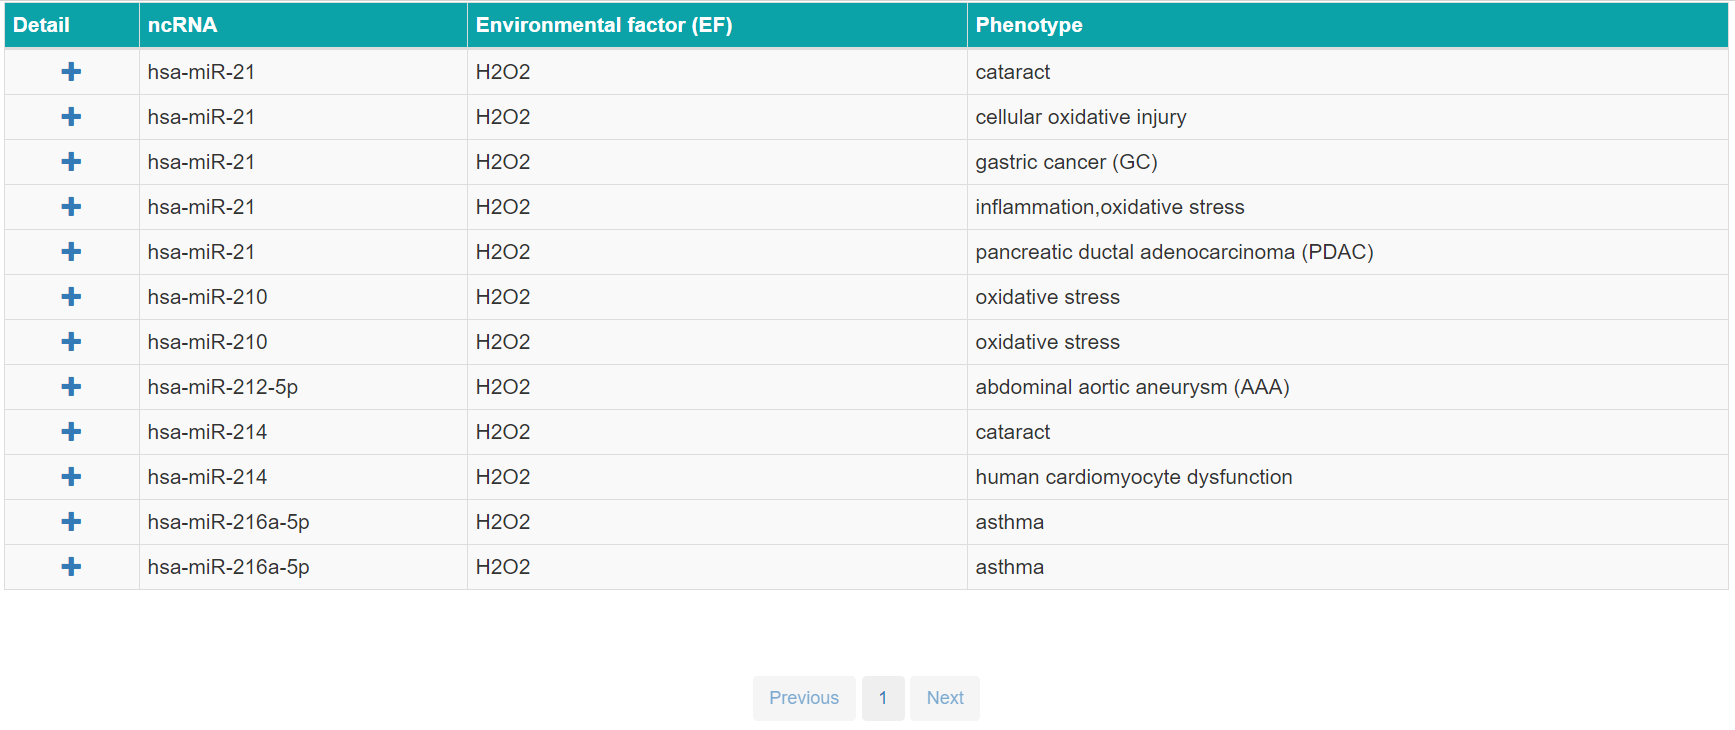 Detail ncRNA Environmental factor (EF) Phenotype
hsa-miR-21 H2O2 cataract
hsa-miR-21 H2O2 cellular oxidative injury
hsa-miR-21 H2O2 gastric cancer (GC)
hsa-miR-21 H2O2 inflammation,oxidative stress
hsa-miR-21 H2O2 pancreatic ductal adenocarcinoma (PDAC)
hsa-miR-210 H2O2 oxidative stress
hsa-miR-210 H2O2 oxidative stress
hsa-miR-212-5p H2O2 abdominal aortic aneurysm (AAA)
hsa-miR-214 H2O2 cataract
hsa-miR-214 H2O2 human cardiomyocyte dysfunction
hsa-miR-216a-5p H2O2 asthma
hsa-miR-216a-5p H2O2 asthma
Previous 1 Next